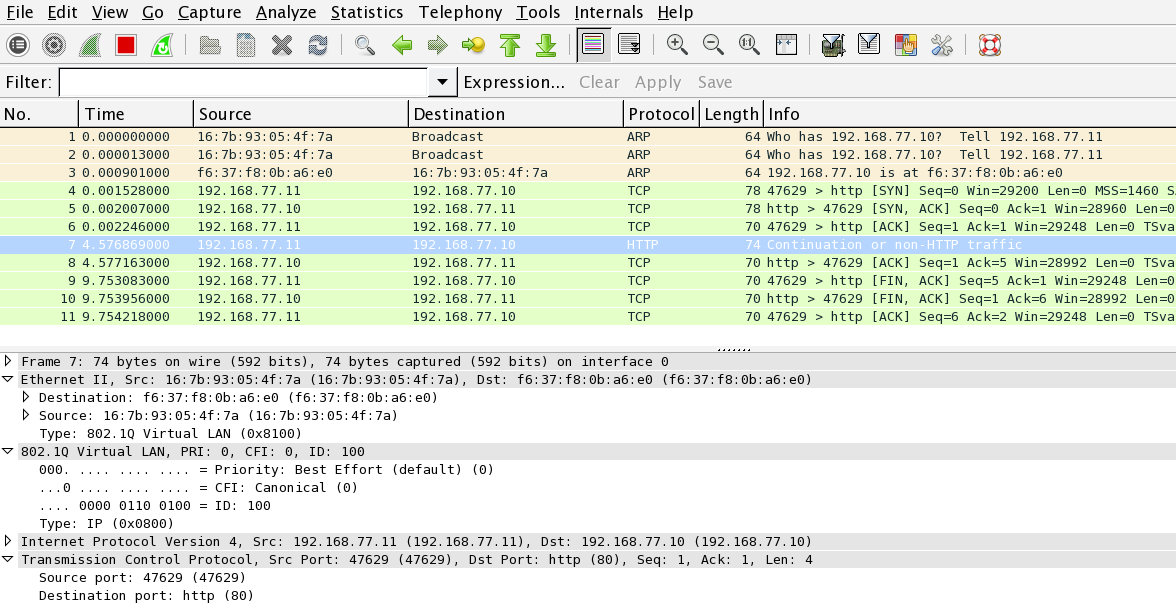 File Edit View Go Capture Analyze Statistics Telephony Tools Internals Help
Filter: Expression... Clear Apply Save
No. Time Source Destination Protocol Length Info
1 0.000000000 16:7b:93:05:4f:7a Broadcast ARP 64 Who has 192.168.77.10? Tell 192.168.77.11
2 0.000013000 16:7b:93:05:4f:7a Broadcast ARP 64 Who has 192.168.77.10? Tell 192.168.77.11
3 0.000901000 f6:37:f8:0b:a6:e0 16:7b:93:05:4f:7a ARP 64 192.168.77.10 is at f6:37:f8:0b:a6:e0
4 0.001528000 192.168.77.11 192.168.77.10 TCP 78 47629 > http [SYN] Seq=0 Win=29200 Len=0 MSS=1460 S
5 0.002007000 192.168.77.10 192.168.77.11 TCP 78 http > 47629 [SYN, ACK] Seq=0 Ack=1 Win=28960 Len=0
6 0.002246000 192.168.77.11 192.168.77.10 TCP 70 47629 > http [ACK] Seq=1 Ack=1 Win=29248 Len=0 TSva
7 4.576869000 192.168.77.11 192.168.77.10 HTTP 74 Continuation or non-HTTP traffic
8 4.577163000 192.168.77.10 192.168.77.11 TCP 70 http > 47629 [ACK] Seq=1 Ack=5 Win=28992 Len=0 TSva
9 9.753083000 192.168.77.11 192.168.77.10 TCP 70 47629 > http [FIN, ACK] Seq=5 Ack=1 Win=29248 Len=0
10 9.753956000 192.168.77.10 192.168.77.11 TCP 70 http > 47629 [FIN, ACK] Seq=1 Ack=6 Win=28992 Len=0
11 9.754218000 192.168.77.11 192.168.77.10 TCP 70 47629 > http [ACK] Seq=6 Ack=2 Win=29248 Len=0 TSva
Frame 7: 74 bytes on wire (592 bits), 74 bytes captured (592 bits) on interface 0
Ethernet II, Src: 16:7b:93:05:4f:7a (16:7b:93:05:4f:7a), Dst: f6:37:f8:0b:a6:e0 (f6:37:f8:0b:a6:e0)
Destination: f6:37:f8:0b:a6:e0 (f6:37:f8:0b:a6:e0)
Source: 16:7b:93:05:4f:7a (16:7b:93:05:4f:7a)
Type: 802.1Q Virtual LAN (0x8100)
802.1Q Virtual LAN, PRI: 0, CFI: 0, ID: 100
000. .... .... .... = Priority: Best Effort (default) (0)
...0 .... .... .... = CFI: Canonical (0)
.... 0000 0110 0100 = ID: 100
Type: IP (0x0800)
Internet Protocol Version 4, Src: 192.168.77.11 (192.168.77.11), Dst: 192.168.77.10 (192.168.77.10)
Transmission Control Protocol, Src Port: 47629 (47629), Dst Port: http (80), Seq: 1, Ack: 1, Len: 4
Source port: 47629 (47629)
Destination port: http (80)